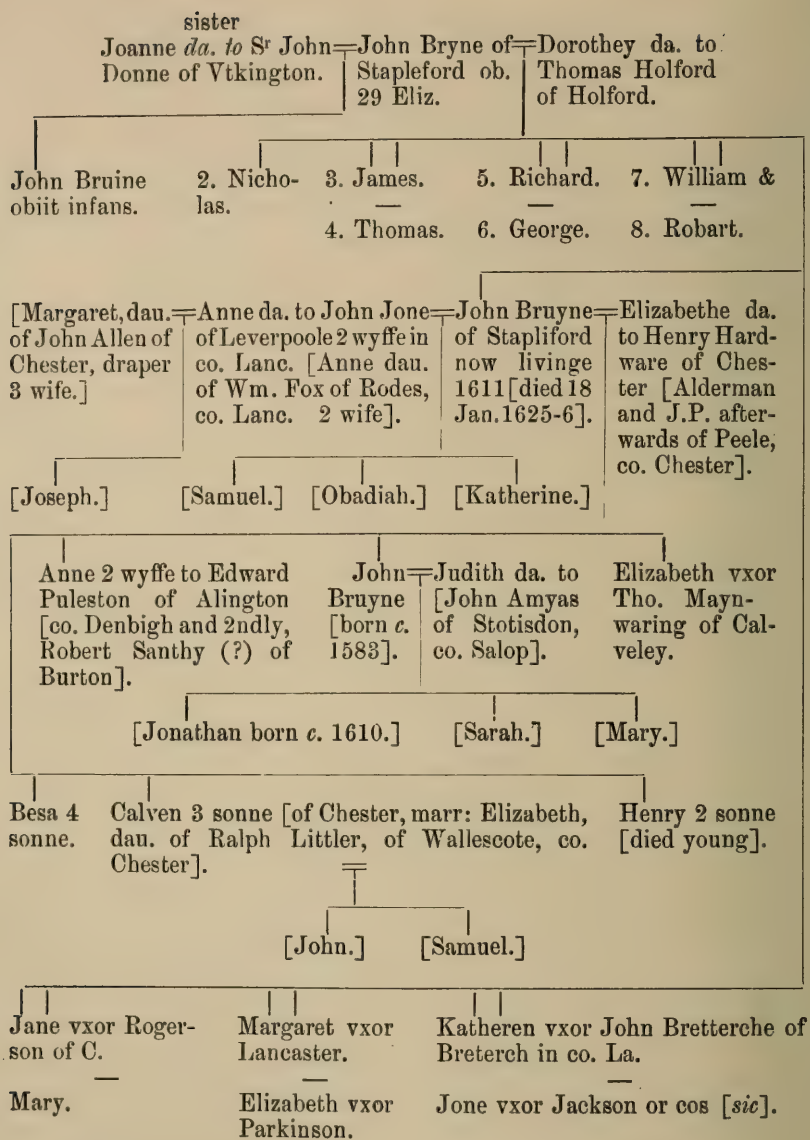 sister
Joanne da. to Sr John=John Bryne of=Dorothey da. to
Donne of Vtkington. Stapleford ob. Thomas Holford
29 Eliz. of Holford.
John Bruine 2. Nicho- 3. James. 5. Richard. 7. William &
obiit infans. las. — — —
4. Thomas. 6. George. 8. Robart.
[Margaret, dau.=Anne da. to John Jone=John Bruyne=Elizabethe da.
of John Allen of of Leverpoole 2 wyffe in of Stapliford to Henry Hard-
Chester, draper co. Lanc. [Anne dau. now livinge ware of Ches-
3 wife.] of Wm. Fox of Rodes, 1611 [died 18 ter [Alderman
co. Lanc. 2 wife]. Jan. 1625-6]. and J.P. after-
wards of Peele,
co. Chester].
[Joseph.] [Samuel.] [Obadiah.] [Katherine.]
Anne 2 wyffe to Edward John=Judith da. to Elizabeth vxor
Puleston of Alington Bruyne [John Amyas Tho. Mayn-
[co. Denbigh and 2ndly, [born c. of Stotisdon, waring of Cal-
Robert Santhy (?) of 1583]. co. Salop]. veley.
Burton].
[Jonathan born c. 1610.] [Sarah.] [Mary.]
Besa 4 Calven 3 sonne [of Chester, marr: Elizabeth, Henry 2 sonne
sonne. dau. of Ralph Littler, of Wallescote, co. [died young].
Chester].
[John.] [Samuel.]
Jane vxor Roger- Margaret vxor Katheren vxor John Bretterche of
son of C. Lancaster. Breterch in co. La.
— — —
Mary. Elizabeth vxor Jone vxor Jackson or cos [sic].
Parkinson.